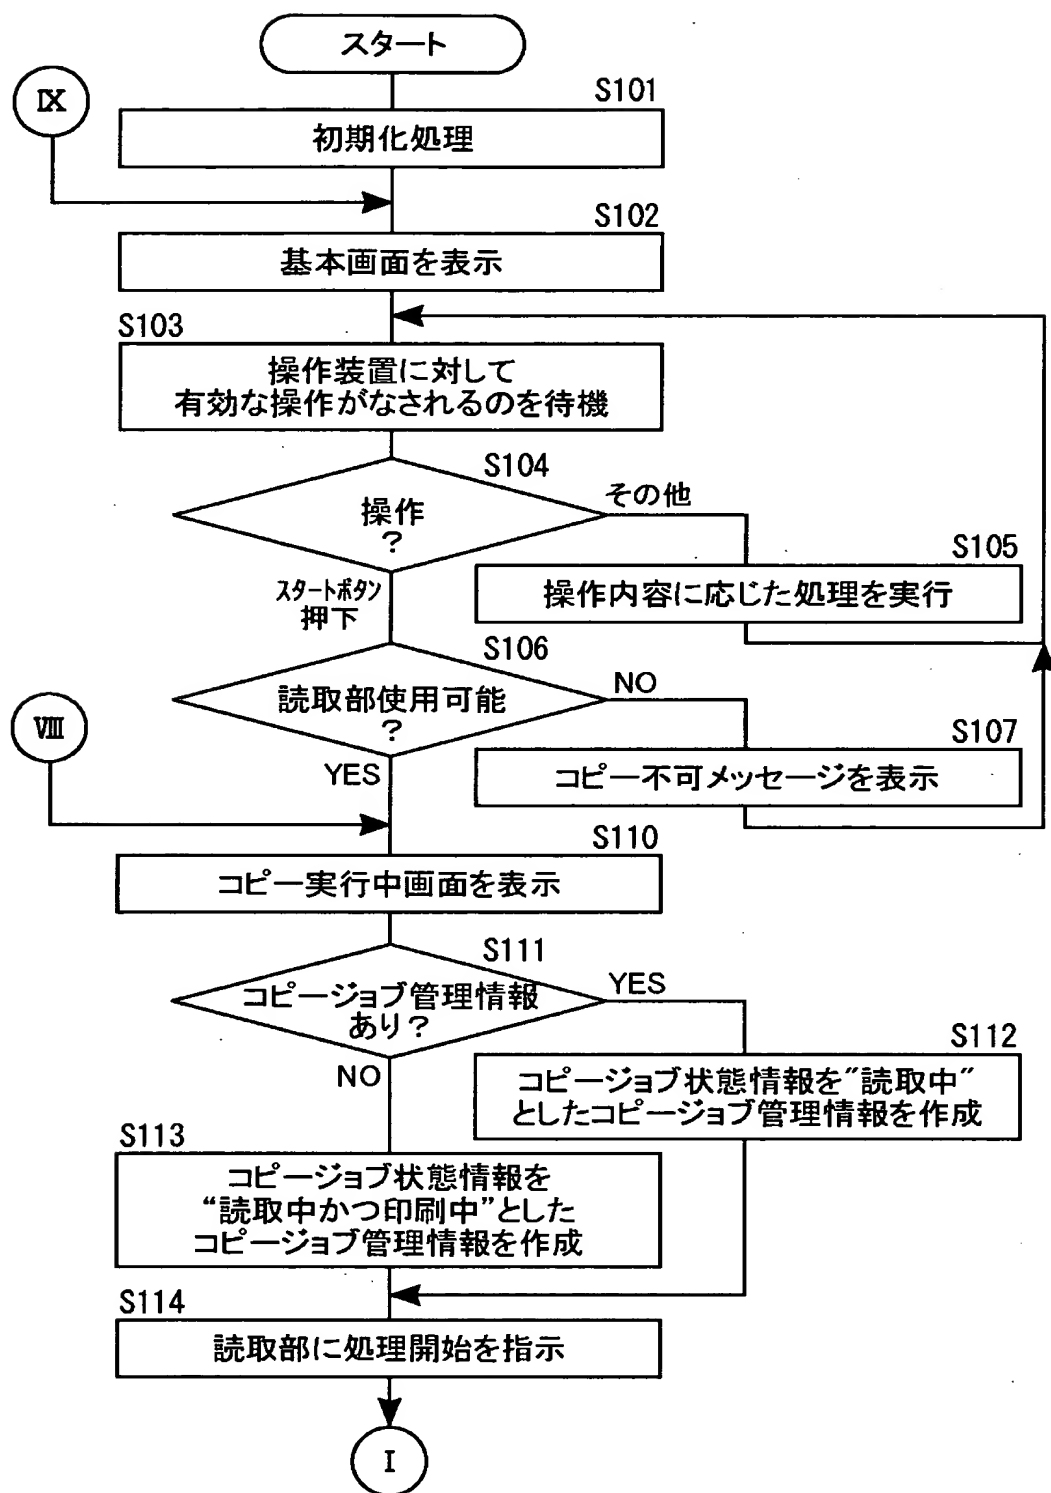 スタート
IX
S101
初期化処理
S102
基本画面を表示
S103
操作装置に対して
有効な操作がなされるのを待機
S104
操作
?
その他
S105
操作内容に応じた処理を実行
スタートボタン
押下
S106
読取部使用可能
?
NO
S107
コピー不可メッセージを表示
YES
VIII
S110
コピー実行中画面を表示
S111
コピージョブ管理情報
あり?
YES
S112
コピージョブ状態情報を"読取中"
としたコピージョブ管理情報を作成
NO
S113
コピージョブ状態情報を
“読取中かつ印刷中”とした
コピージョブ管理情報を作成
S114
読取部に処理開始を指示
I